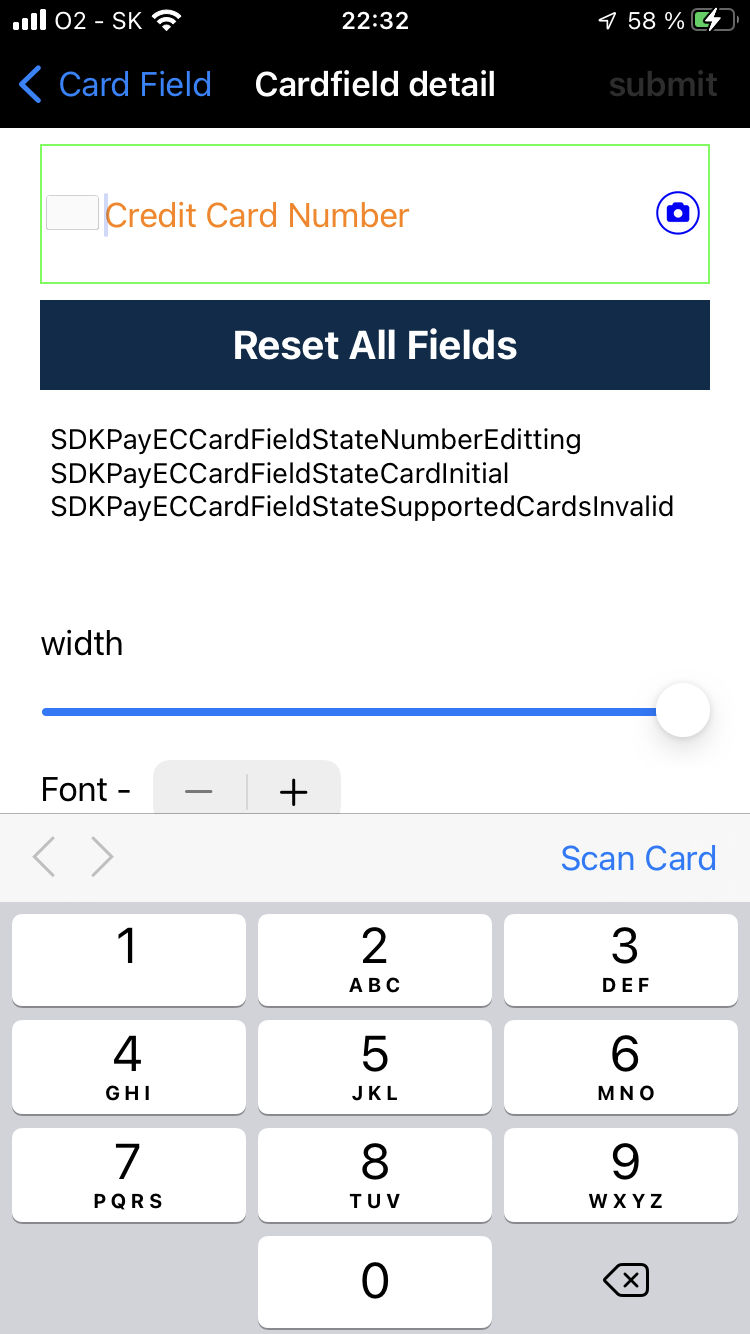 O2 - SK 22:32 58 %
Card Field Cardfield detail submit
Credit Card Number
Reset All Fields
SDKPayECCardFieldStateNumberEditting
SDKPayECCardFieldStateCardInitial
SDKPayECCardFieldStateSupportedCardsInvalid
width
Font - — +
Scan Card
1 2 3
ABC DEF
4 5 6
GHI JKL MNO
7 8 9
PQRS TUV WXYZ
0